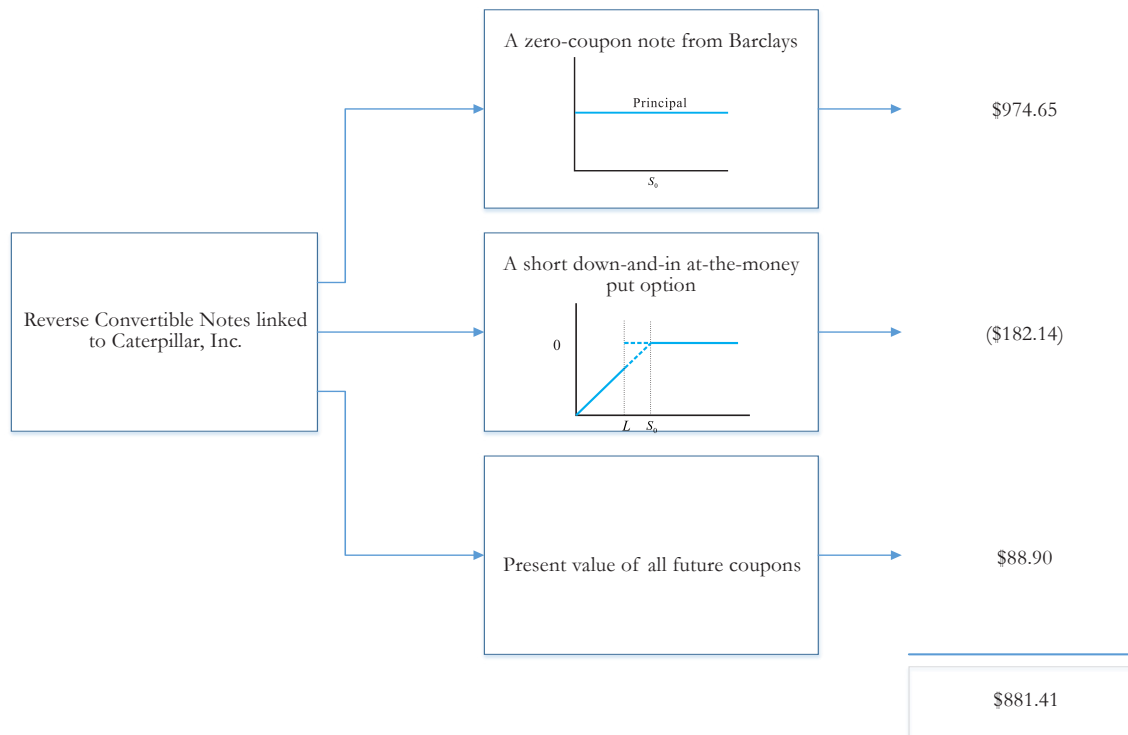 A zero-coupon note from Barclays
Principal
S₀
$974.65
Reverse Convertible Notes linked
to Caterpillar, Inc.
A short down-and-in at-the-money
put option
0
L S₀
($182.14)
Present value of all future coupons
$88.90
$881.41